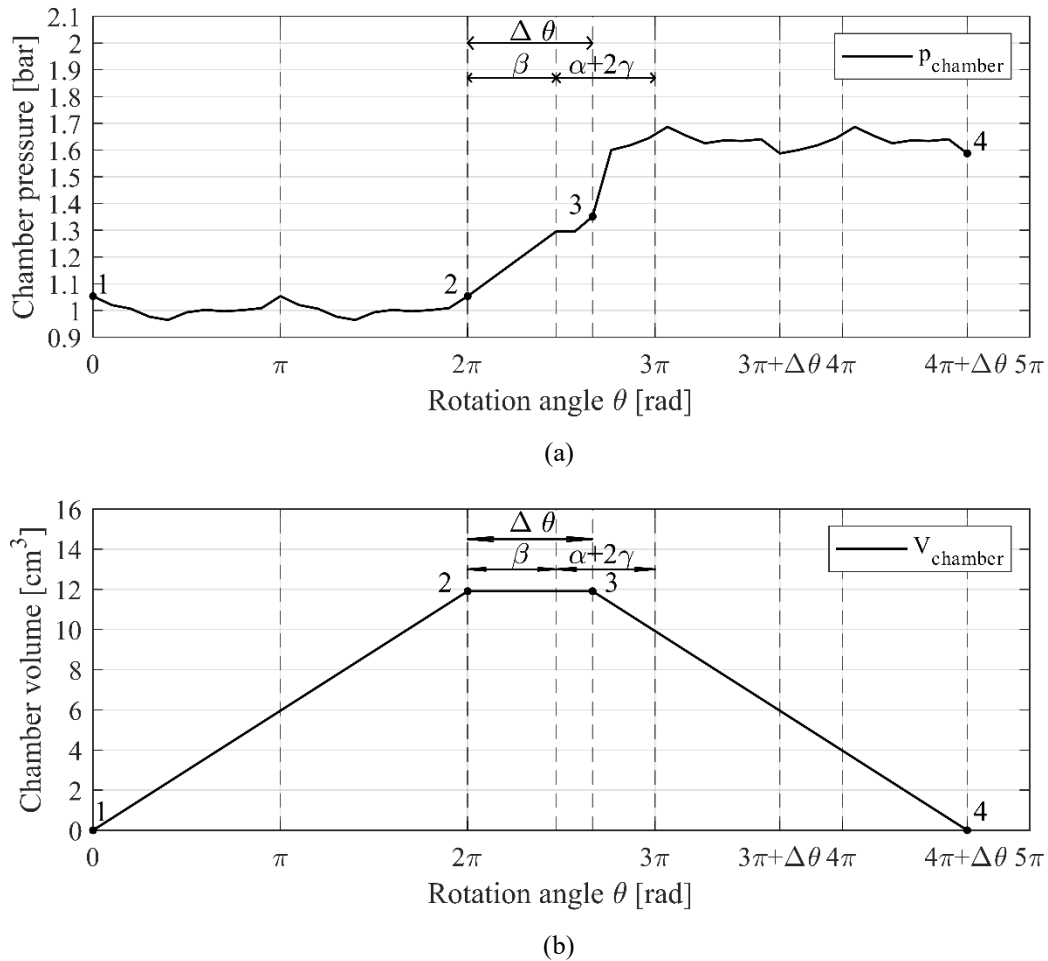 2.1
2
1.9
1.8
1.7
1.6
1.5
1.4
1.3
1.2
1.1
1
0.9
Chamber pressure [bar]
Δ θ
β α+2γ
p_chamber
1
2
3
4
0 π 2π 3π 3π+Δθ 4π 4π+Δθ 5π
Rotation angle θ [rad]
(a)
16
14
12
10
8
6
4
2
0
Chamber volume [cm³]
Δ θ
β α+2γ
V_chamber
2 3
1 4
0 π 2π 3π 3π+Δθ 4π 4π+Δθ 5π
Rotation angle θ [rad]
(b)